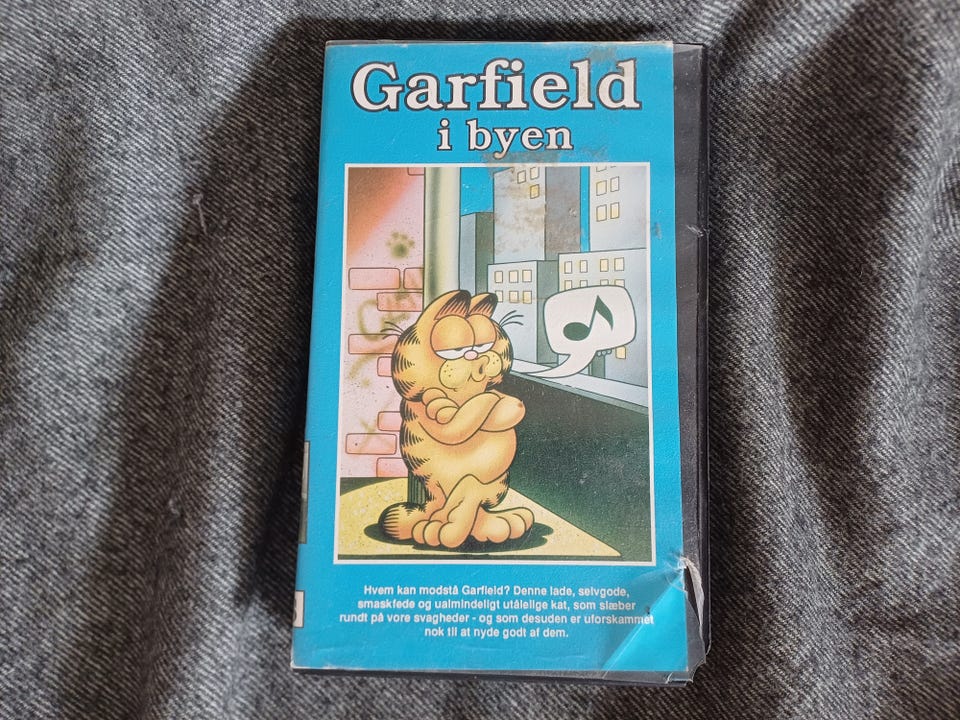 Garfield
i byen
Hvem kan modstå Garfield? Denne lade, selvgode,
smaskfede og ualmindeligt utålelige kat, som slæber
rundt på vore svagheder - og som desuden er uforskammet
nok til at nyde godt af dem.